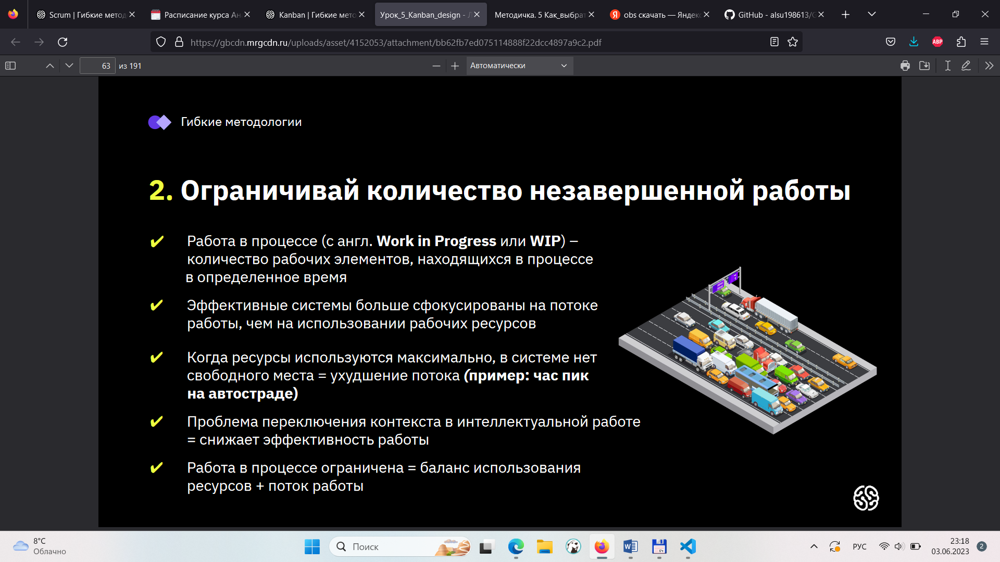 Scrum | Гибкие метод
Расписание курса Ан
Kanban | Гибкие мето
Урок_5_Kanban_design - Л
Методичка. 5 Как_выбрат
obs скачать — Яндекс
GitHub - alsu198613/G
https://gbcdn.mrgcdn.ru/uploads/asset/4152053/attachment/bb62fb7ed075114888f22dcc4897a9c2.pdf
ABP
63 из 191
Автоматически
Гибкие методологии
2. Ограничивай количество незавершенной работы
✔ Работа в процессе (с англ. Work in Progress или WIP) –
количество рабочих элементов, находящихся в процессе
в определенное время
✔ Эффективные системы больше сфокусированы на потоке
работы, чем на использовании рабочих ресурсов
✔ Когда ресурсы используются максимально, в системе нет
свободного места = ухудшение потока (пример: час пик
на автостраде)
✔ Проблема переключения контекста в интеллектуальной работе
= снижает эффективность работы
✔ Работа в процессе ограничена = баланс использования
ресурсов + поток работы
8°C
Облачно
Поиск
64
РУС
23:18
03.06.2023
2